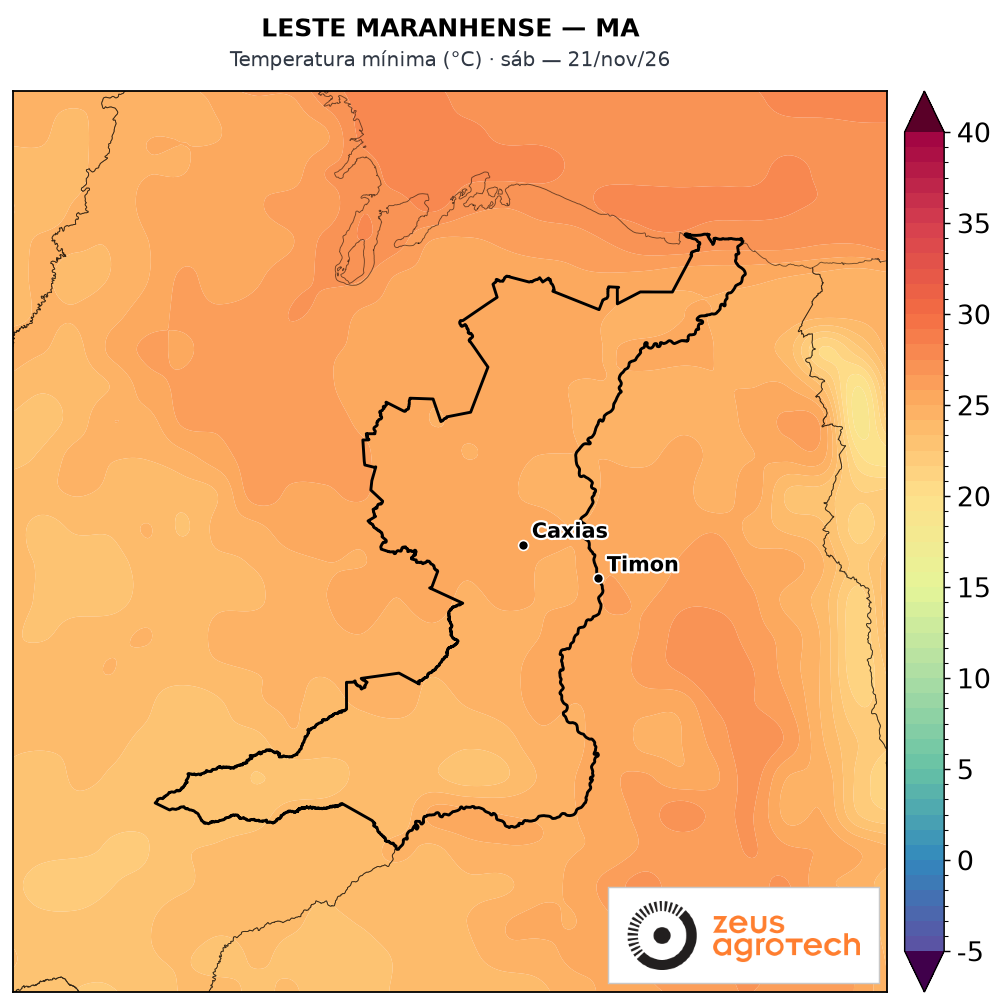 LESTE MARANHENSE — MA
Temperatura mínima (°C) · sáb — 21/nov/26
40
35
30
25
20
15
10
5
0
-5
Caxias
Timon
zeus
agrotech